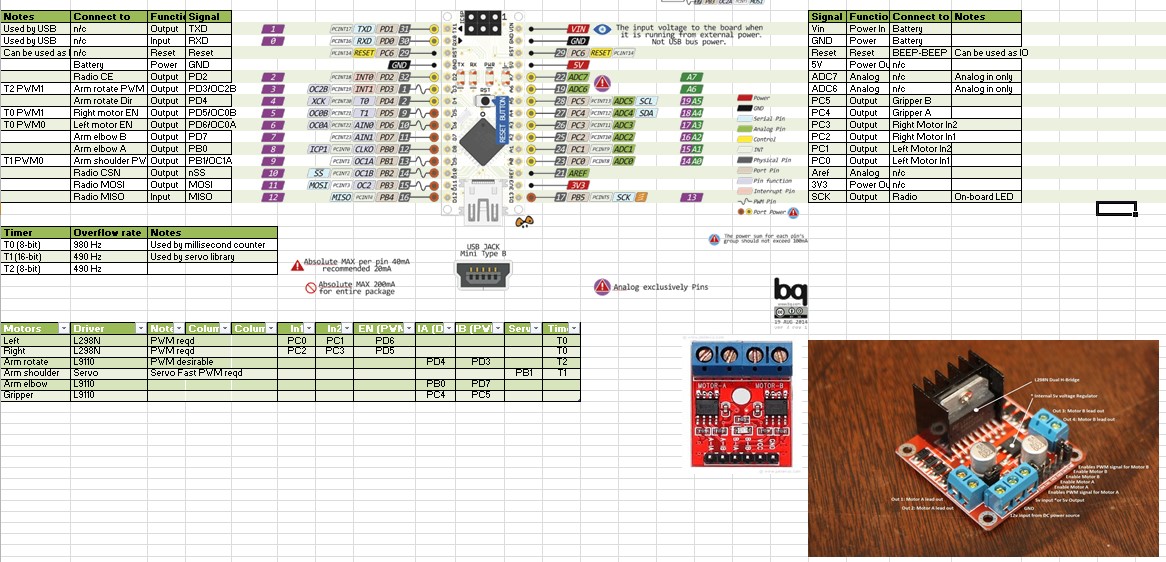 Notes Connect to Functi Signal
Used by USB n/c Output TXD
Used by USB n/c Input RXD
Can be used as n/c Reset Reset
Battery Power GND
Radio CE Output PD2
T2 PWM1 Arm rotate PWM Output PD3/OC2B
Arm rotate Dir Output PD4
T0 PWM1 Right motor EN Output PD5/OC0B
T0 PWM0 Left motor EN Output PD6/OC0A
Arm elbow B Output PD7
Arm elbow A Output PB0
T1 PWM0 Arm shoulder PW Output PB1/OC1A
Radio CSN Output nSS
Radio MOSI Output MOSI
Radio MISO Input MISO
1 PCINT17 TXD PD1 31
0 PCINT16 RXD PD0 30
PCINT14 RESET PC6 29
GND
2 PCINT18 INT0 PD2 32
3 OC2B PCINT19 INT1 PD3 1
4 XCK PCINT20 T0 PD4 2
5 OC0B PCINT21 T1 PD5 9
6 OC0A PCINT22 AIN0 PD6 10
7 PCINT23 AIN1 PD7 11
8 ICP1 PCINT0 CLKO PB0 12
9 PCINT1 OC1A PB1 13
10 SS PCINT2 OC1B PB2 14
11 MOSI PCINT3 OC2 PB3 15
12 MISO PCINT4 PB4 16
RESET BUTTON
VIN
GND
29 PC6 RESET PCINT14
5V
22 ADC7 A7
19 ADC6 A6
28 PC5 PCINT13 ADC5 SCL 19 A5
27 PC4 PCINT12 ADC4 SDA 18 A4
26 PC3 PCINT11 ADC3 17 A3
25 PC2 PCINT10 ADC2 16 A2
24 PC1 PCINT9 ADC1 15 A1
23 PC0 PCINT8 ADC0 14 A0
21 AREF
3V3
17 PB5 PCINT5 SCK 13
The input voltage to the board when
it is running from external power.
Not USB bus power.
Power
GND
Serial Pin
Analog Pin
Control
INT
Physical Pin
Port Pin
Pin function
Interrupt Pin
PWM Pin
Port Power
The power sum for each pin's
group should not exceed 100mA
USB JACK
Mini Type B
Absolute MAX per pin 40mA
recommended 20mA
Absolute MAX 200mA
for entire package
Analog exclusively Pins
bq
19 AUG 2014
Signal Functio Connect to Notes
Vin Power In Battery
GND Power Battery
Reset Reset BEEP-BEEP Can be used as IO
5V Power Ou n/c
ADC7 Analog n/c Analog in only
ADC6 Analog n/c Analog in only
PC5 Output Gripper B
PC4 Output Gripper A
PC3 Output Right Motor In2
PC2 Output Right Motor In1
PC1 Output Left Motor In2
PC0 Output Left Motor In1
Aref Analog n/c
3V3 Power Ou n/c
SCK Output Radio On-board LED
Timer Overflow rate Notes
T0 (8-bit) 980 Hz Used by millisecond counter
T1 (16-bit) 490 Hz Used by servo library
T2 (8-bit) 490 Hz
Motors Driver Note Colum Colum In1 In2 EN (PWM IA (D IB (PW Serv Time
Left L298N PWM reqd PC0 PC1 PD6 T0
Right L298N PWM reqd PC2 PC3 PD5 T0
Arm rotate L9110 PWM desirable PD4 PD3 T2
Arm shoulder Servo Servo Fast PWM reqd PB1 T1
Arm elbow L9110 PB0 PD7
Gripper L9110 PC4 PC5
MOTOR-A MOTOR-B
A-IA
A-IB
B-IA
B-IB
VCC
GND
L298N Dual H-Bridge
* Internal 5v voltage Regulator
Out 3: Motor B lead out
Out 4: Motor B lead out
Enables PWM signal for Motor B
Enable Motor B
Enable Motor B
Enable Motor A
Enable Motor A
Enables PWM signal for Motor A
5v input *or 5v Output
GND
12v input from DC power source
Out 1: Motor A lead out
Out 2: Motor A lead out